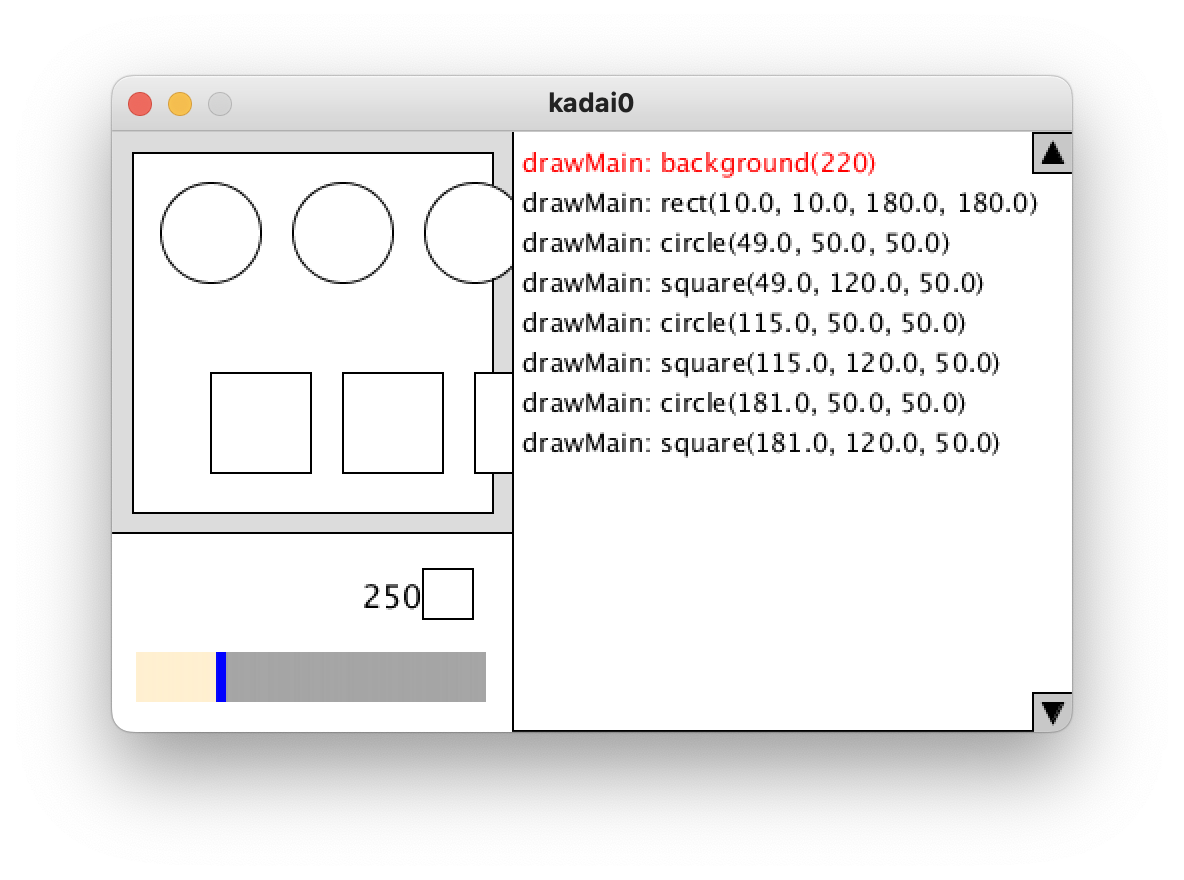 kadai0
drawMain: background(220)
drawMain: rect(10.0, 10.0, 180.0, 180.0)
drawMain: circle(49.0, 50.0, 50.0)
drawMain: square(49.0, 120.0, 50.0)
drawMain: circle(115.0, 50.0, 50.0)
drawMain: square(115.0, 120.0, 50.0)
drawMain: circle(181.0, 50.0, 50.0)
drawMain: square(181.0, 120.0, 50.0)
250